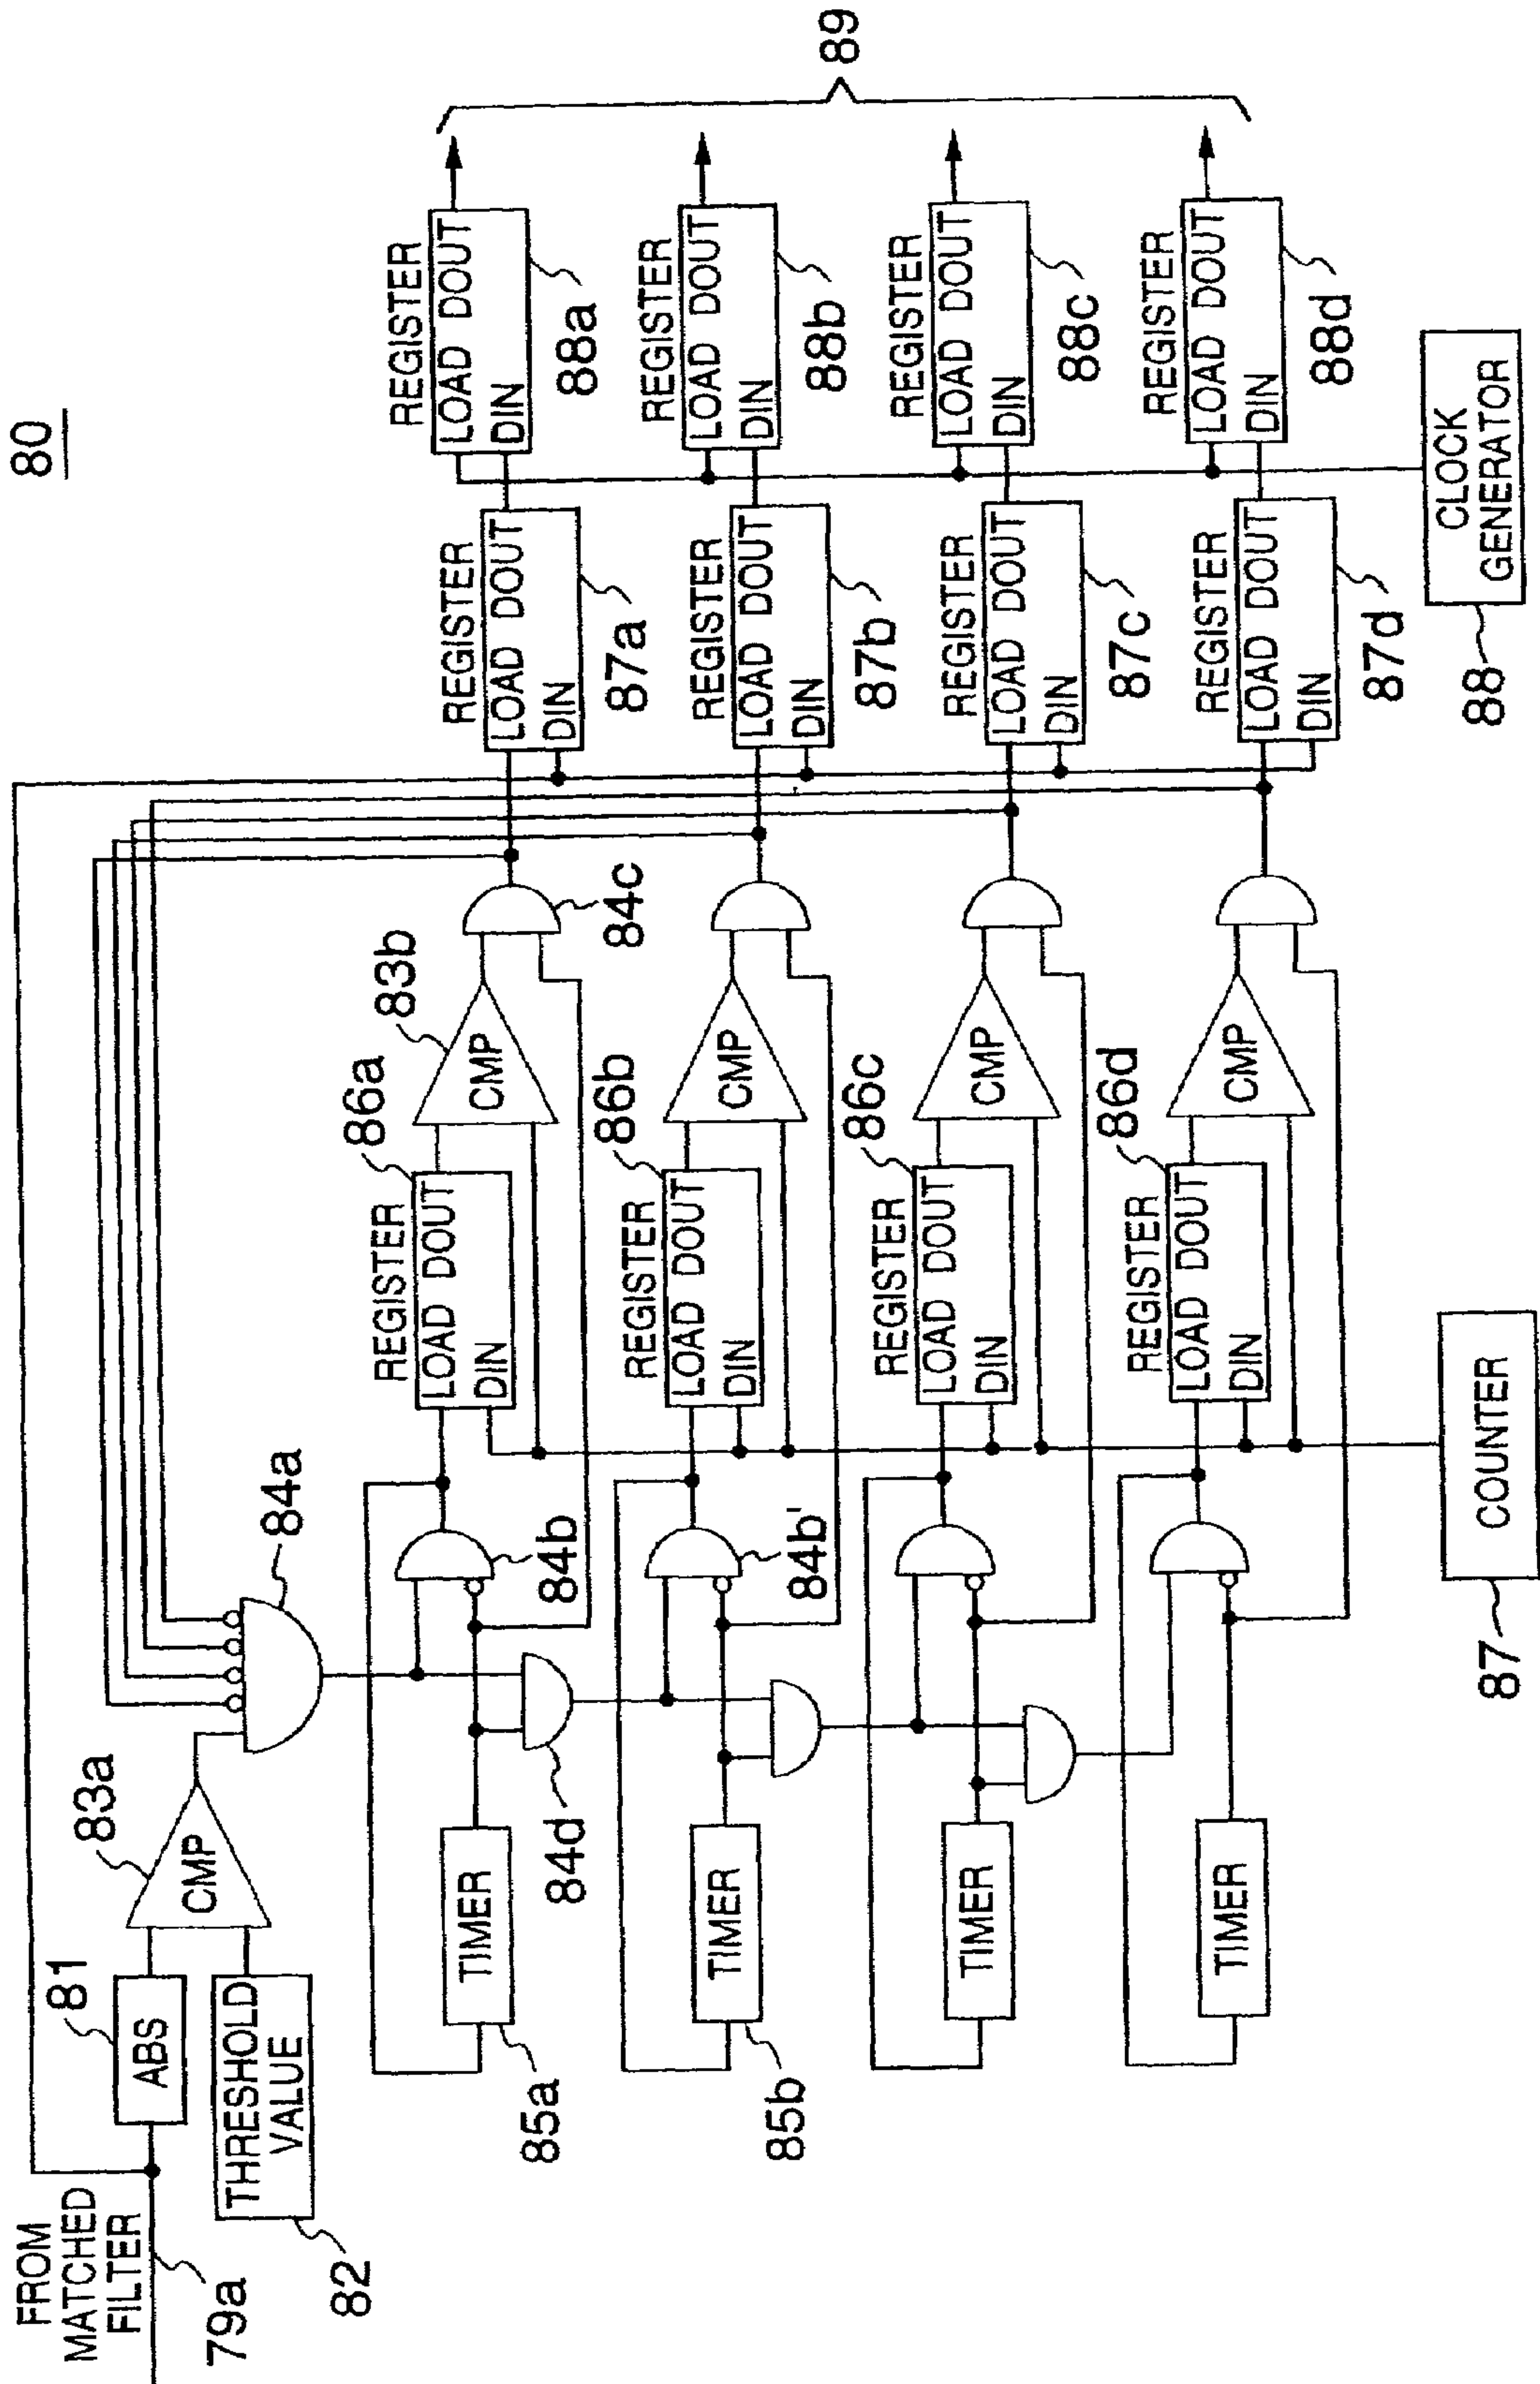 80
FROM
MATCHED
FILTER
79a
81
ABS
THRESHOLD
VALUE
82
83a
CMP
84a
85a
TIMER
84d
84b
REGISTER
LOAD DOUT
DIN
86a
83b
CMP
84c
REGISTER
LOAD DOUT
DIN
87a
REGISTER
LOAD DOUT
DIN
88a
85b
TIMER
84b'
REGISTER
LOAD DOUT
DIN
86b
CMP
REGISTER
LOAD DOUT
DIN
87b
REGISTER
LOAD DOUT
DIN
88b
TIMER
REGISTER
LOAD DOUT
DIN
86c
CMP
REGISTER
LOAD DOUT
DIN
87c
REGISTER
LOAD DOUT
DIN
88c
TIMER
REGISTER
LOAD DOUT
DIN
86d
CMP
REGISTER
LOAD DOUT
DIN
87d
REGISTER
LOAD DOUT
DIN
88d
89
87
COUNTER
88
CLOCK
GENERATOR